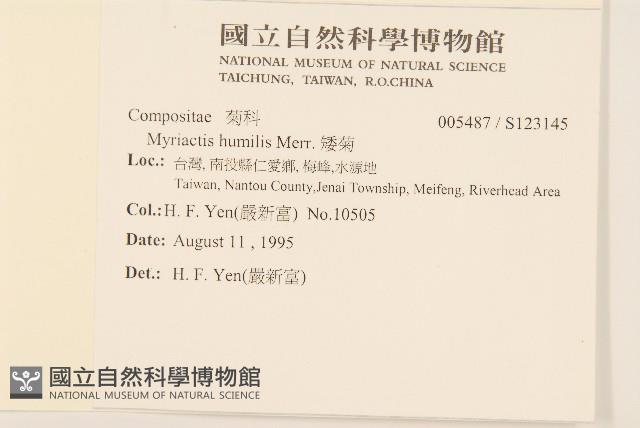 國立自然科學博物館
NATIONAL MUSEUM OF NATURAL SCIENCE
TAICHUNG, TAIWAN, R.O.CHINA
Compositae 菊科 005487 / S123145
Myriactis humilis Merr. 矮菊
Loc.: 台灣, 南投縣仁愛鄉, 梅峰,水源地
Taiwan, Nantou County,Jenai Township, Meifeng, Riverhead Area
Col.: H. F. Yen(嚴新富) No.10505
Date: August 11 , 1995
Det.: H. F. Yen(嚴新富)
國立自然科學博物館
NATIONAL MUSEUM OF NATURAL SCIENCE